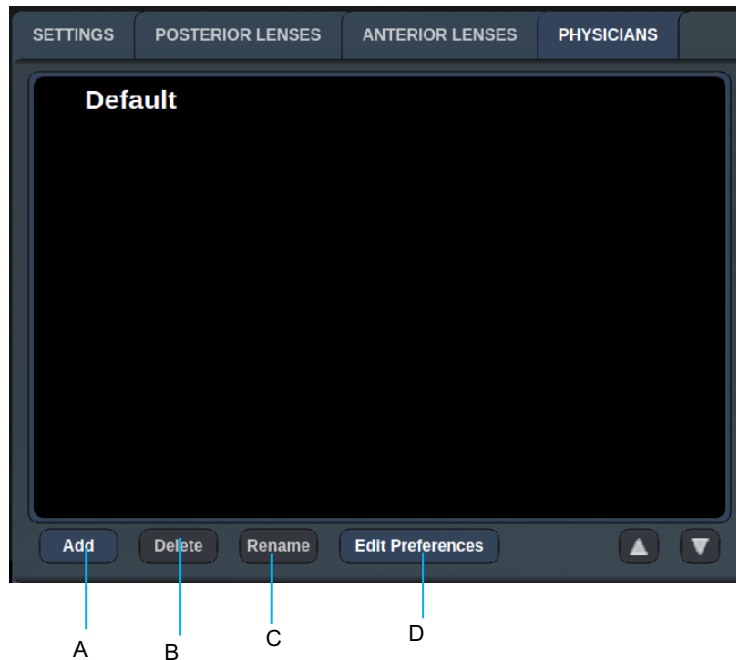 SETTINGS POSTERIOR LENSES ANTERIOR LENSES PHYSICIANS
Default
Add Delete Rename Edit Preferences
A B C D